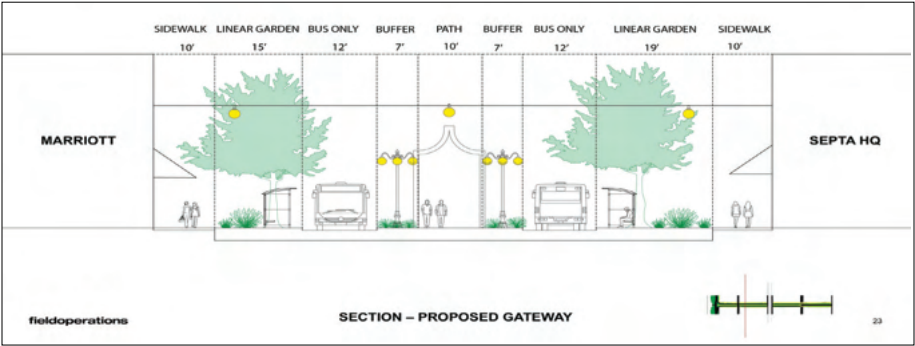 SIDEWALK LINEAR GARDEN BUS ONLY BUFFER PATH BUFFER BUS ONLY LINEAR GARDEN SIDEWALK
10' 15' 12' 7' 10' 7' 12' 19' 10'
MARRIOTT
SEPTA HQ
SECTION – PROPOSED GATEWAY
fieldoperations
23